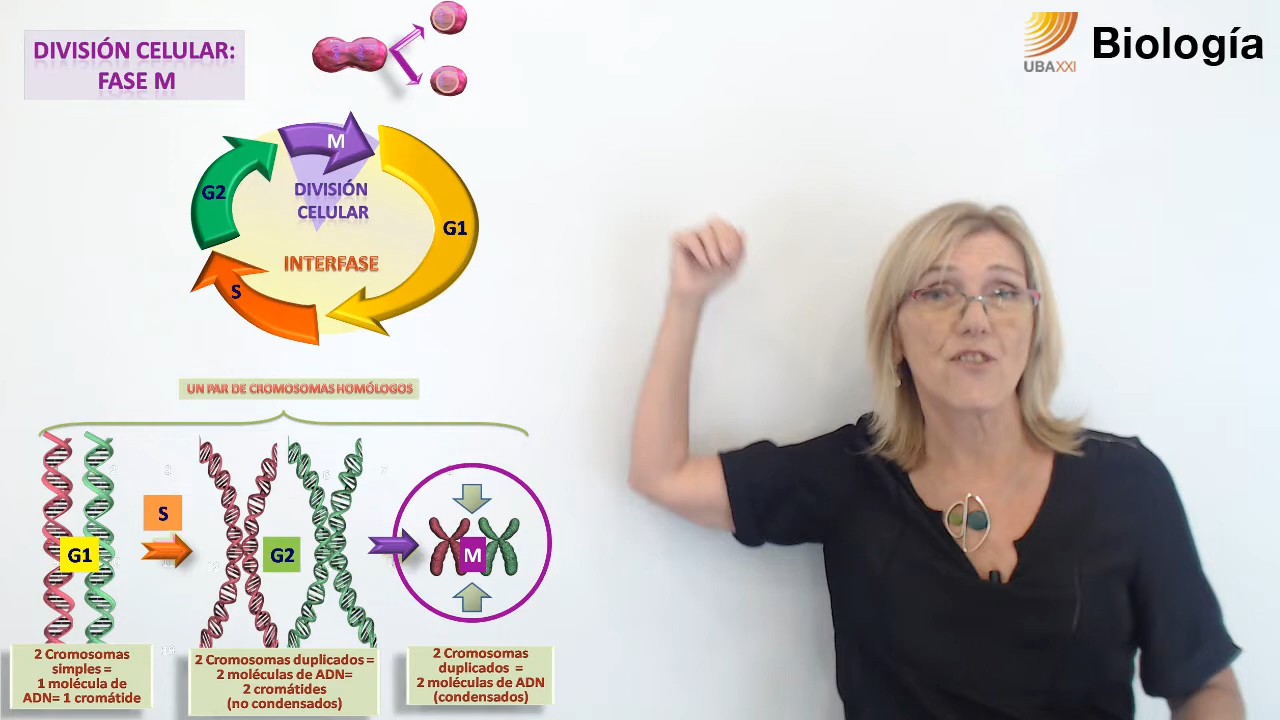 DIVISIÓN CELULAR:
FASE M
UBAXXI
Biología
M
G2
DIVISIÓN
CELULAR
G1
INTERFASE
S
UN PAR DE CROMOSOMAS HOMÓLOGOS
S
G1
G2
M
2 Cromosomas
simples =
1 molécula de
ADN= 1 cromátide
2 Cromosomas duplicados =
2 moléculas de ADN=
2 cromátides
(no condensados)
2 Cromosomas
duplicados =
2 moléculas de ADN
(condensados)